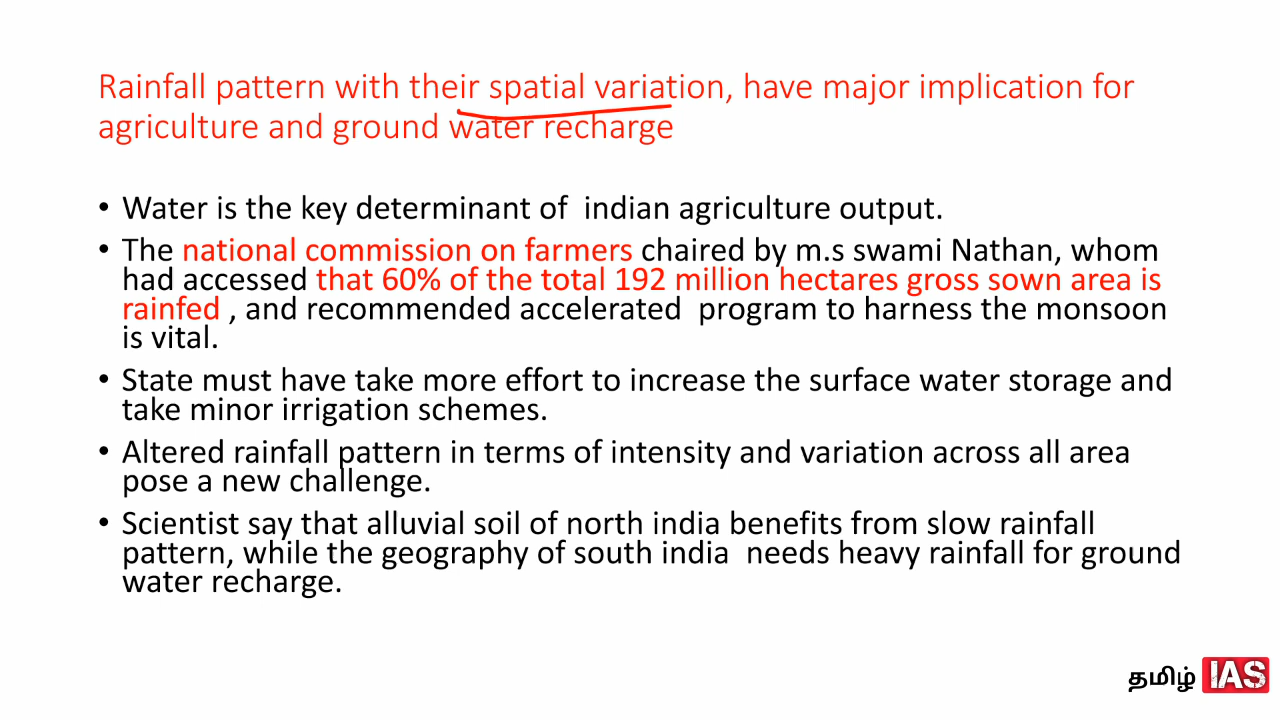 Rainfall pattern with their spatial variation, have major implication for
agriculture and ground water recharge
• Water is the key determinant of  indian agriculture output.
• The national commission on farmers chaired by m.s swami Nathan, whom
had accessed that 60% of the total 192 million hectares gross sown area is
rainfed , and recommended accelerated  program to harness the monsoon
is vital.
• State must have take more effort to increase the surface water storage and
take minor irrigation schemes.
• Altered rainfall pattern in terms of intensity and variation across all area
pose a new challenge.
• Scientist say that alluvial soil of north india benefits from slow rainfall
pattern, while the geography of south india  needs heavy rainfall for ground
water recharge.
தமிழ் IAS